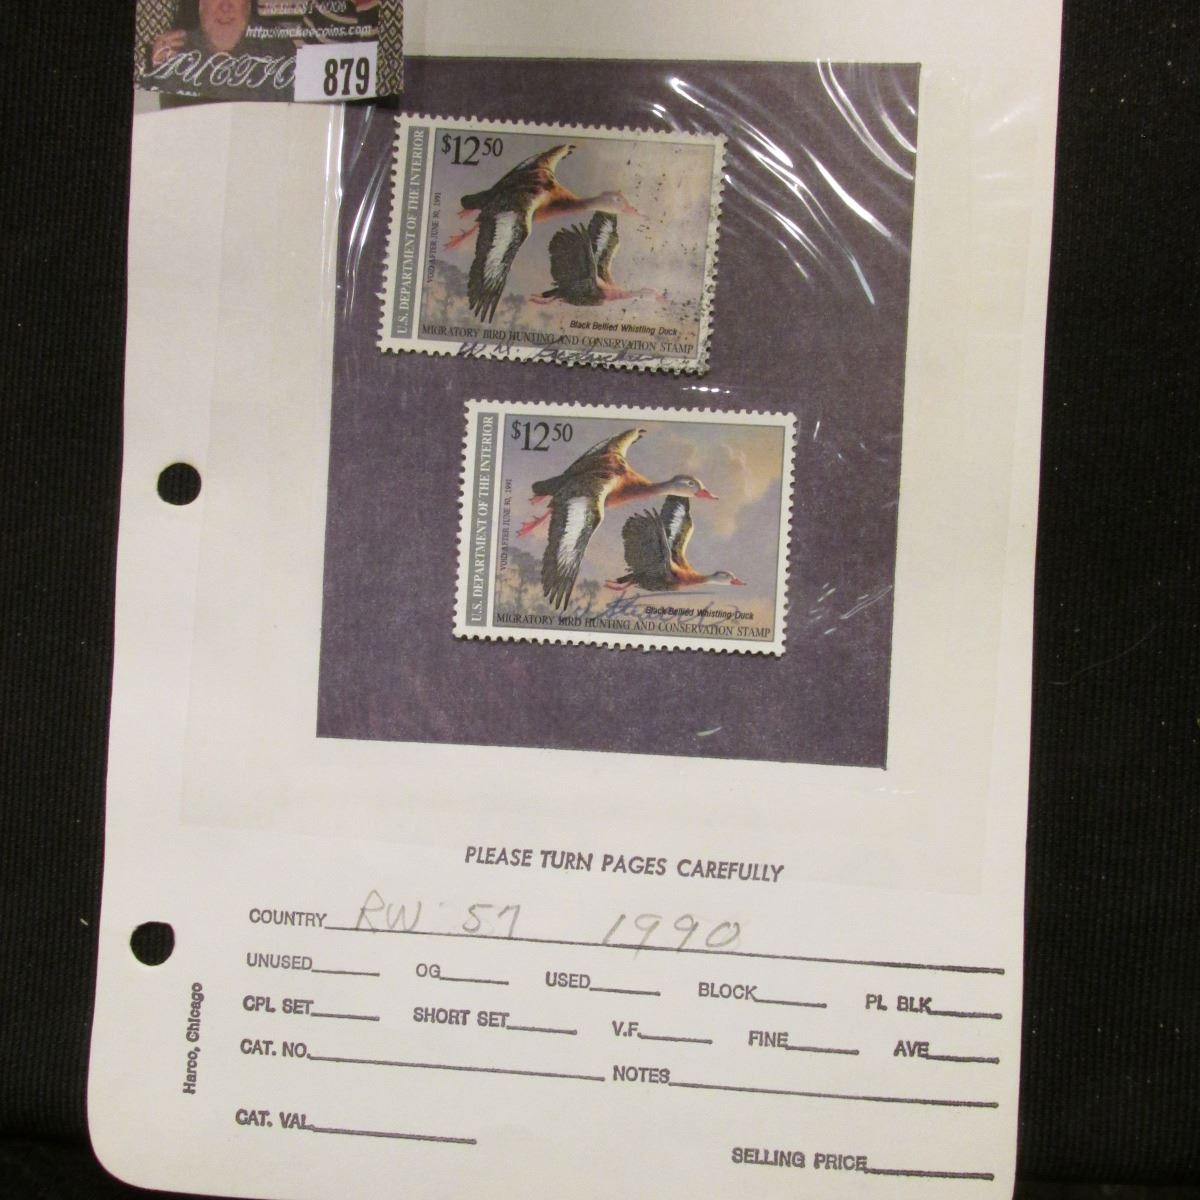 http://mckeecoins.com
AUCTIO
879
$12.50
U.S. DEPARTMENT OF THE INTERIOR
VOID AFTER JUNE 30, 1991
Black Bellied Whistling Duck
MIGRATORY BIRD HUNTING AND CONSERVATION STAMP
$12.50
U.S. DEPARTMENT OF THE INTERIOR
VOID AFTER JUNE 30, 1991
Black Bellied Whistling Duck
MIGRATORY BIRD HUNTING AND CONSERVATION STAMP
PLEASE TURN PAGES CAREFULLY
COUNTRY RW 57 1990
UNUSED OG USED BLOCK PL BLK
CPL SET SHORT SET V.F. FINE AVE
CAT. NO. NOTES
CAT. VAL
SELLING PRICE
Harco, Chicago